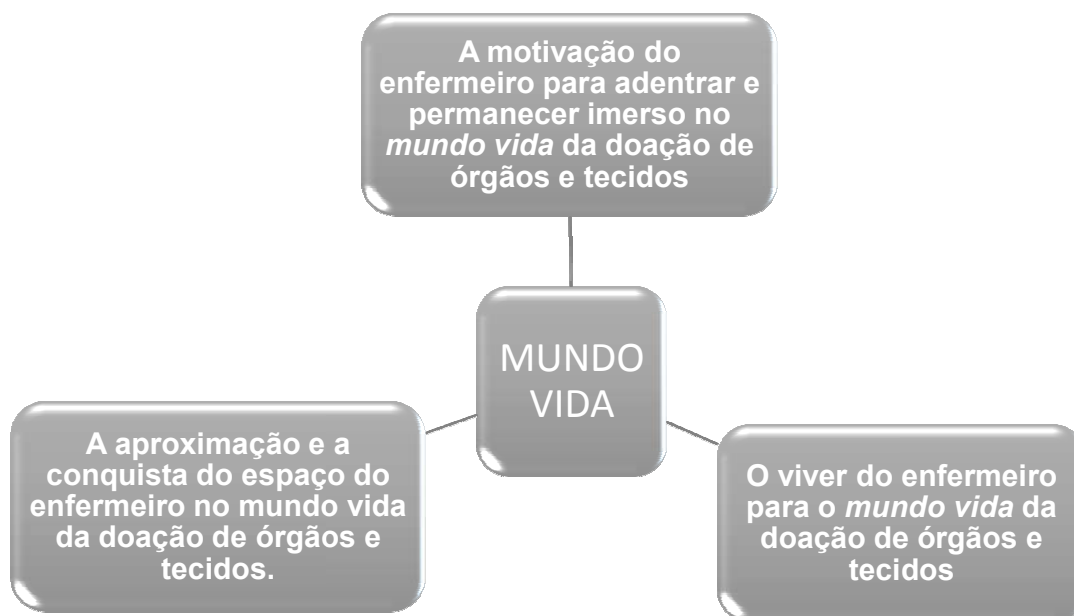 A motivação do
enfermeiro para adentrar e
permanecer imerso no
mundo vida da doação de
órgãos e tecidos
MUNDO
VIDA
A aproximação e a
conquista do espaço do
enfermeiro no mundo vida
da doação de órgãos e
tecidos.
O viver do enfermeiro
para o mundo vida da
doação de órgãos e
tecidos